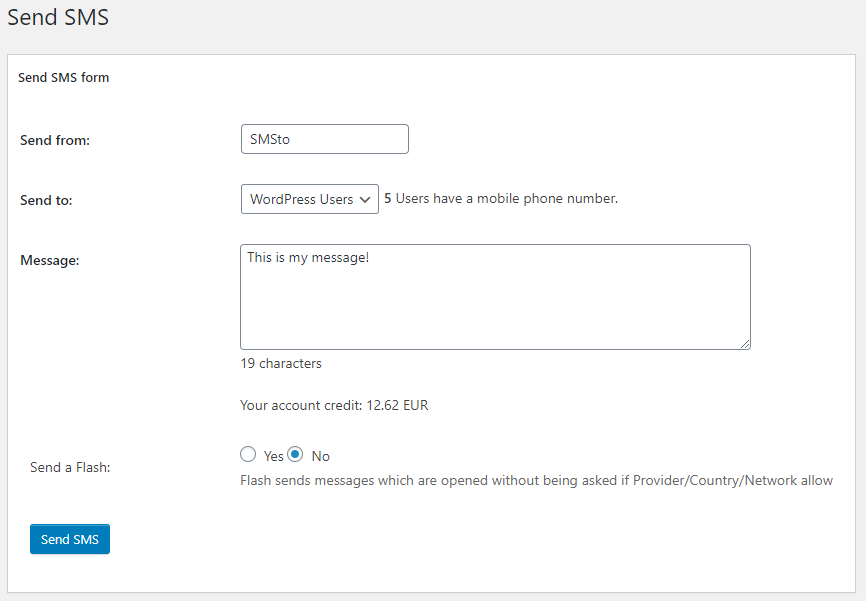 Send SMS
Send SMS form
Send from: SMSto
Send to: WordPress Users 5 Users have a mobile phone number.
Message: This is my message!
19 characters
Your account credit: 12.62 EUR
Send a Flash: Yes No
Flash sends messages which are opened without being asked if Provider/Country/Network allow
Send SMS